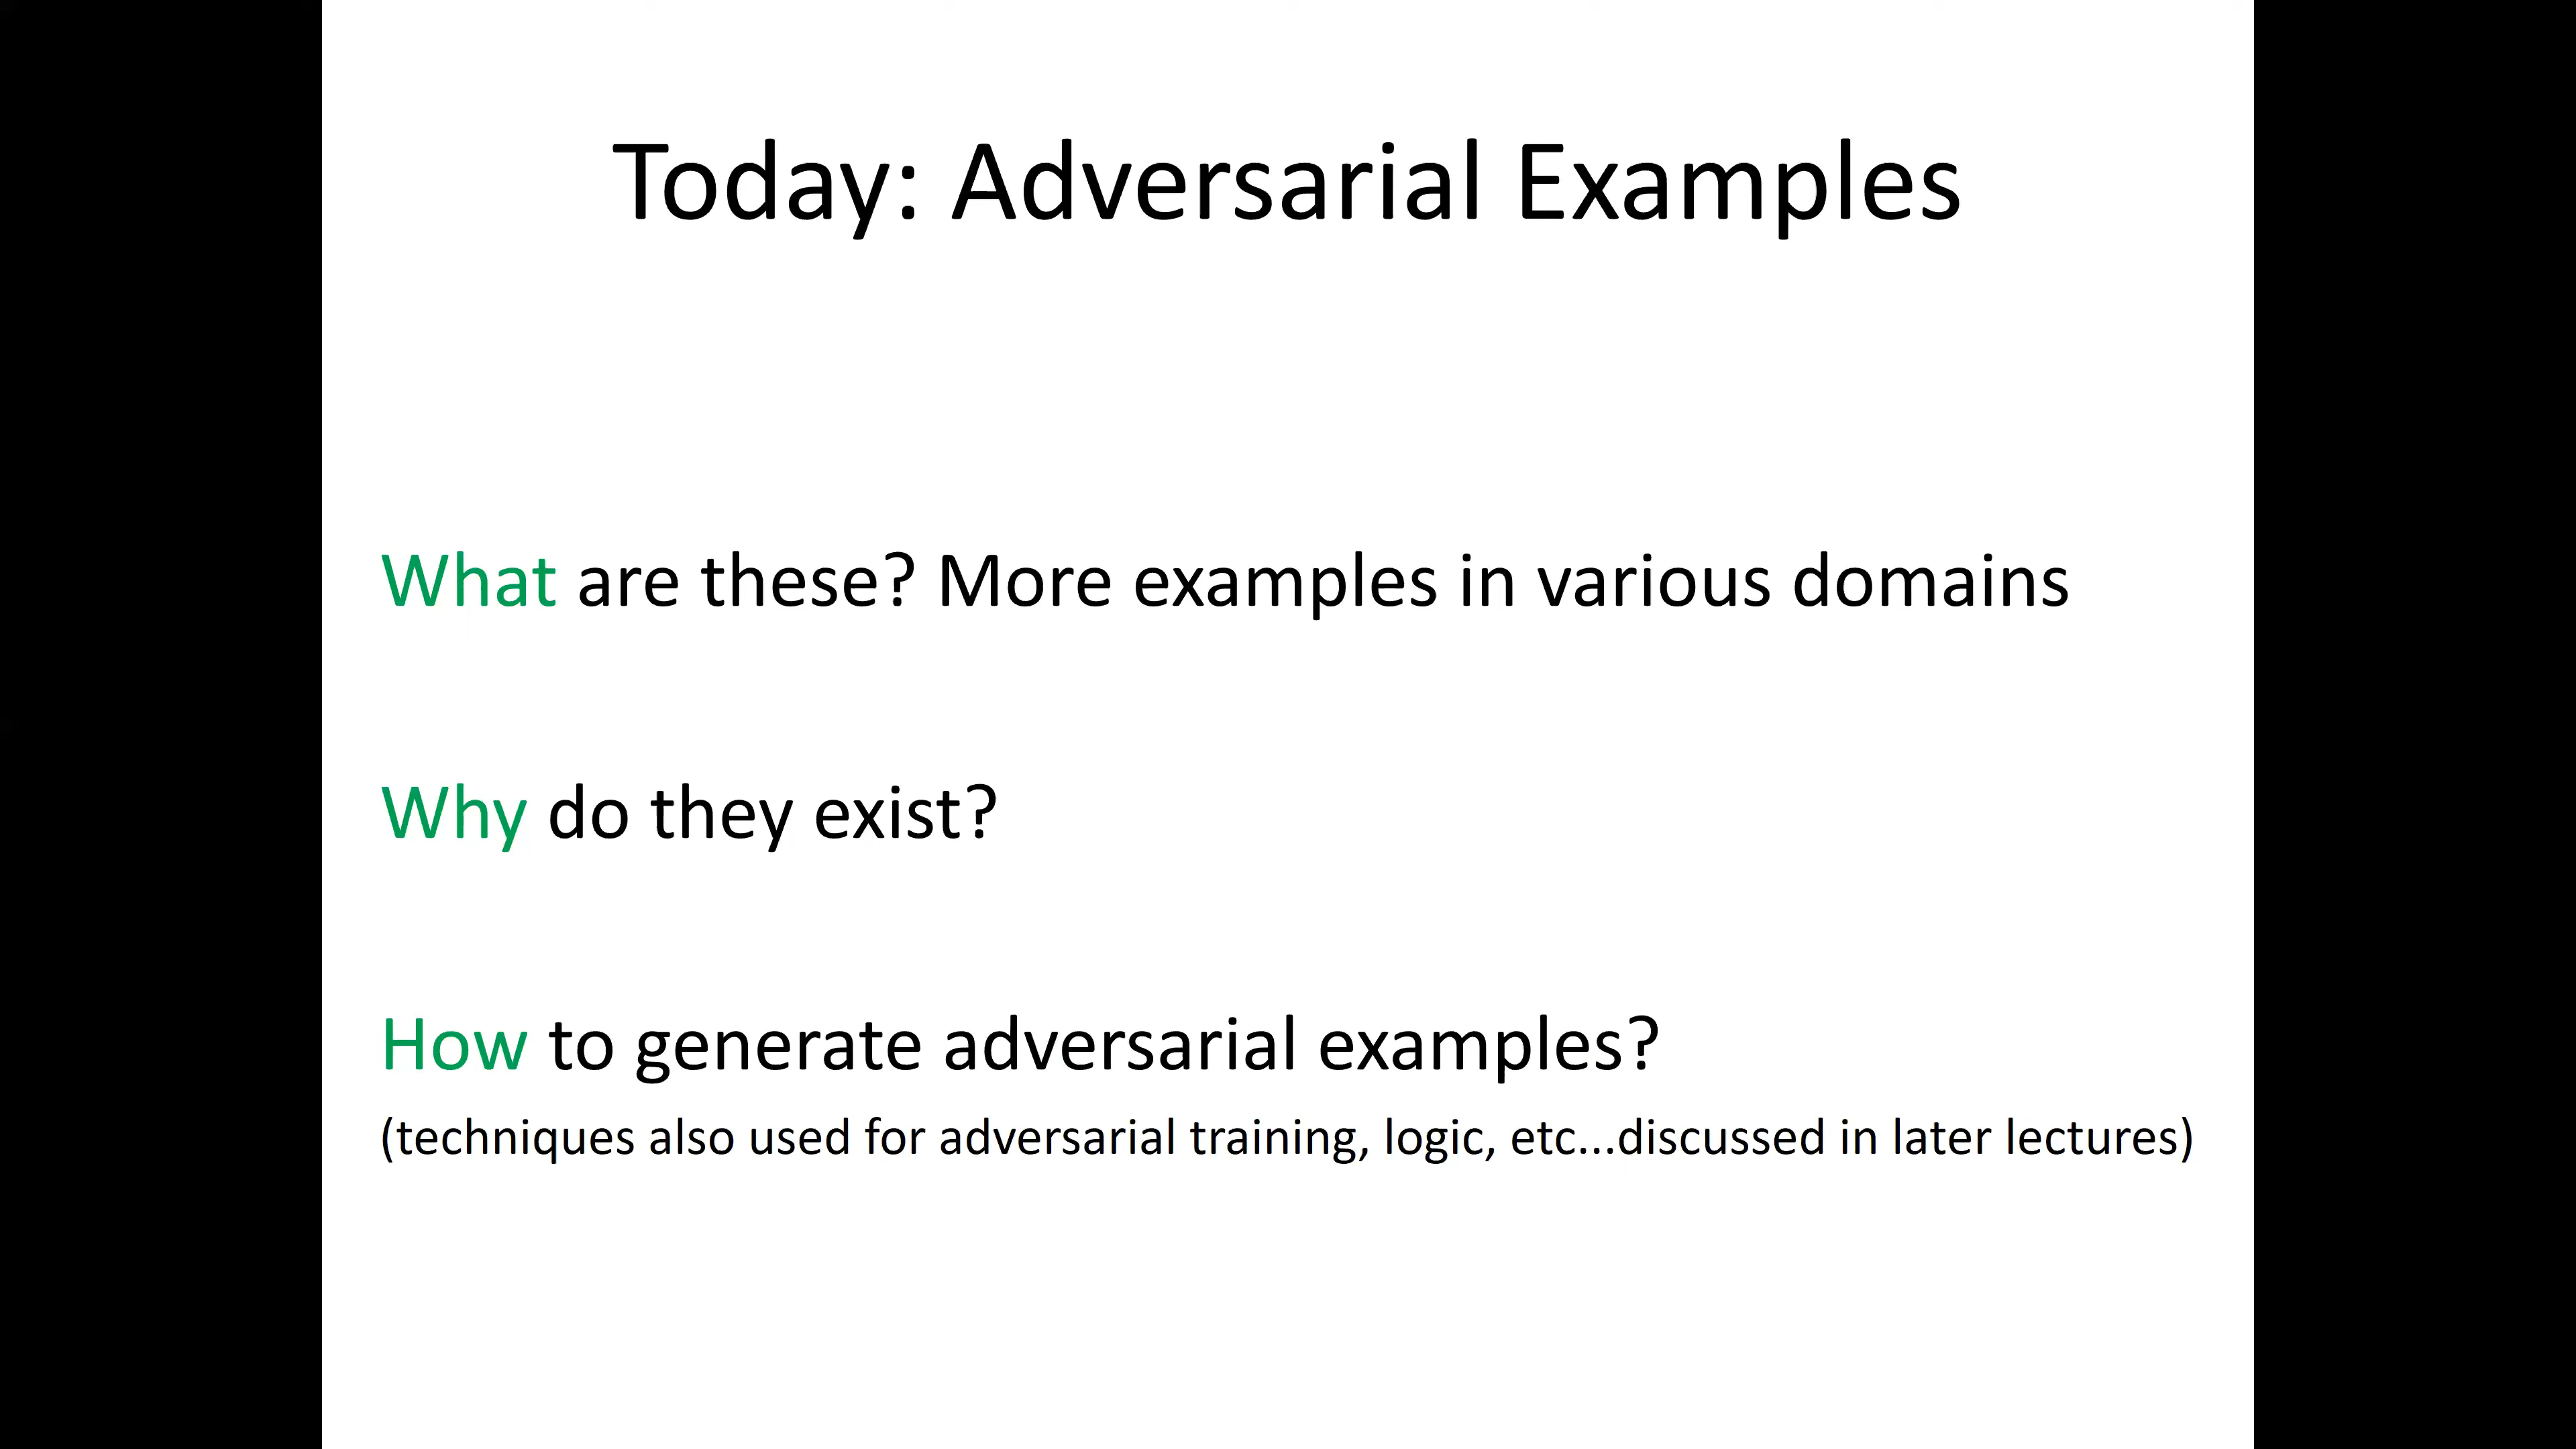 Today: Adversarial Examples
What are these? More examples in various domains
Why do they exist?
How to generate adversarial examples?
(techniques also used for adversarial training, logic, etc...discussed in later lectures)